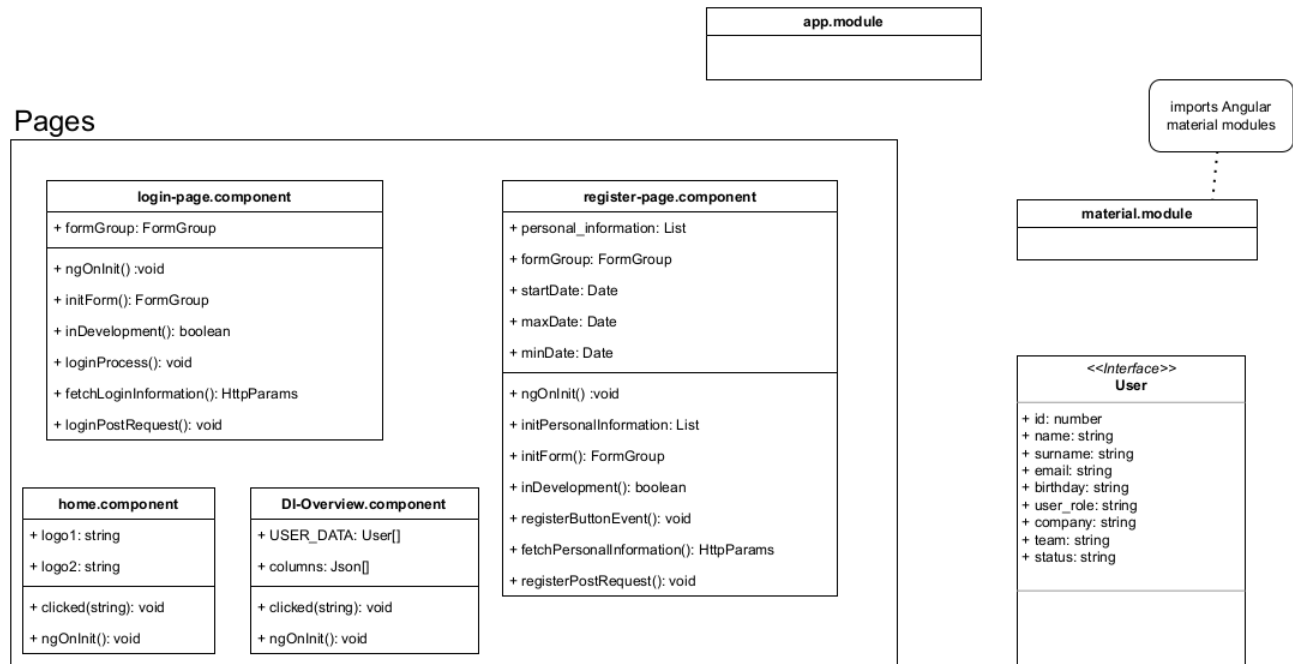 app.module
imports Angular
material modules
Pages
login-page.component
+ formGroup: FormGroup
+ ngOnInit() :void
+ initForm(): FormGroup
+ inDevelopment(): boolean
+ loginProcess(): void
+ fetchLoginInformation(): HttpParams
+ loginPostRequest(): void
register-page.component
+ personal_information: List
+ formGroup: FormGroup
+ startDate: Date
+ maxDate: Date
+ minDate: Date
+ ngOnInit() :void
+ initPersonalInformation: List
+ initForm(): FormGroup
+ inDevelopment(): boolean
+ registerButtonEvent(): void
+ fetchPersonalInformation(): HttpParams
+ registerPostRequest(): void
material.module
home.component
+ logo1: string
+ logo2: string
+ clicked(string): void
+ ngOnInit(): void
DI-Overview.component
+ USER_DATA: User[]
+ columns: Json[]
+ clicked(string): void
+ ngOnInit(): void
<<Interface>>
User
+ id: number
+ name: string
+ surname: string
+ email: string
+ birthday: string
+ user_role: string
+ company: string
+ team: string
+ status: string